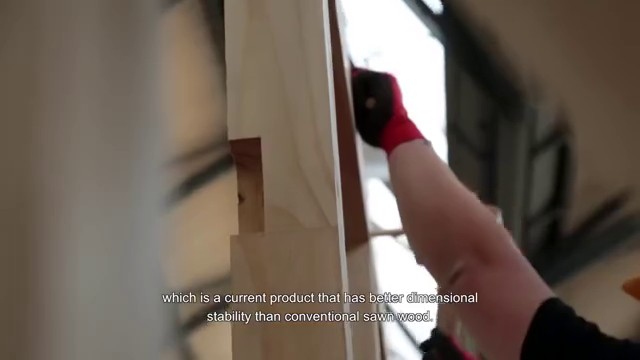 which is a current product that has better dimensional
stability than conventional sawn wood.